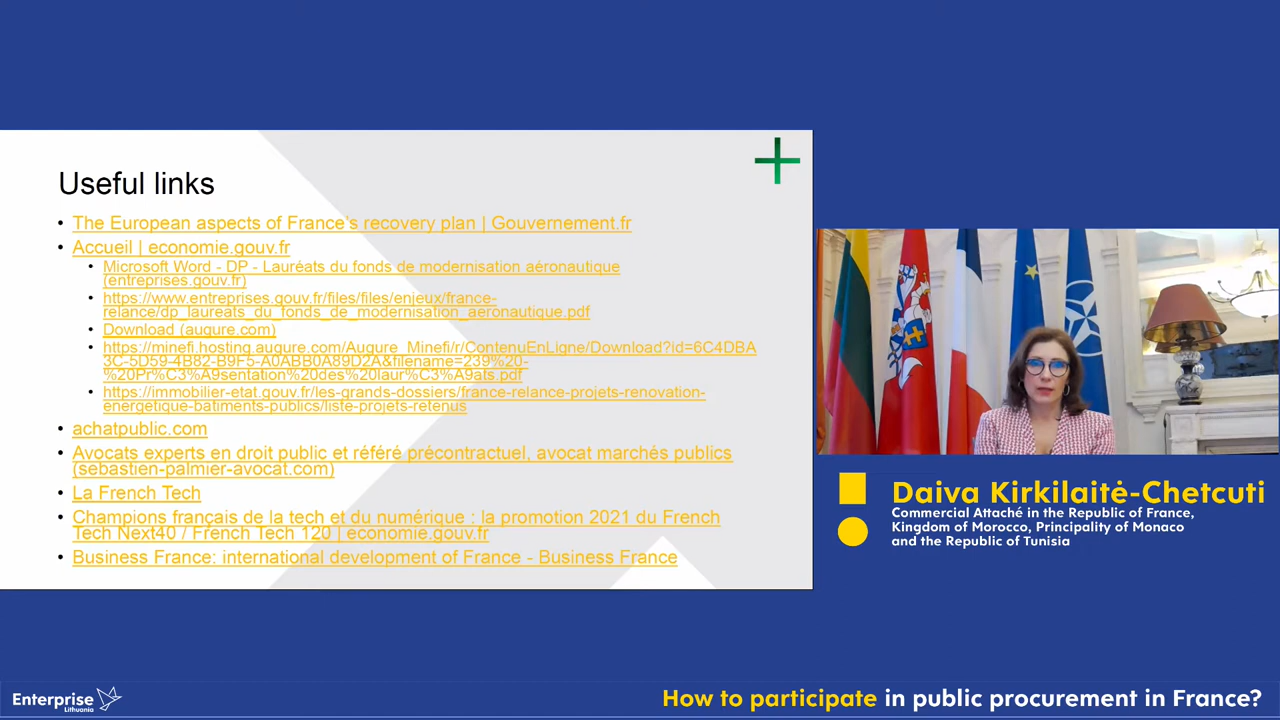 Useful links
• The European aspects of France's recovery plan | Gouvernement.fr
• Accueil | economie.gouv.fr
• Microsoft Word - DP - Lauréats du fonds de modernisation aéronautique
(entreprises.gouv.fr)
• https://www.entreprises.gouv.fr/files/files/enjeux/france-
relance/dp_laureats_du_fonds_de_modernisation_aeronautique.pdf
• Download (augure.com)
• https://minefi.hosting.augure.com/Augure_Minefi/r/ContenuEnLigne/Download?id=6C4DBA
3C-5D59-4B82-B9F5-A0ABB0A89D2A&filename=239%20-
%20Pr%C3%A9sentation%20des%20laur%C3%A9ats.pdf
• https://immobilier-etat.gouv.fr/les-grands-dossiers/france-relance-projets-renovation-
energetique-batiments-publics/liste-projets-retenus
• achatpublic.com
• Avocats experts en droit public et référé précontractuel, avocat marchés publics
(sebastien-palmier-avocat.com)
• La French Tech
• Champions français de la tech et du numérique : la promotion 2021 du French
Tech Next40 / French Tech 120 | economie.gouv.fr
• Business France: international development of France - Business France
Daiva Kirkilaitė-Chetcuti
Commercial Attaché in the Republic of France,
Kingdom of Morocco, Principality of Monaco
and the Republic of Tunisia
Enterprise
Lithuania
How to participate in public procurement in France?